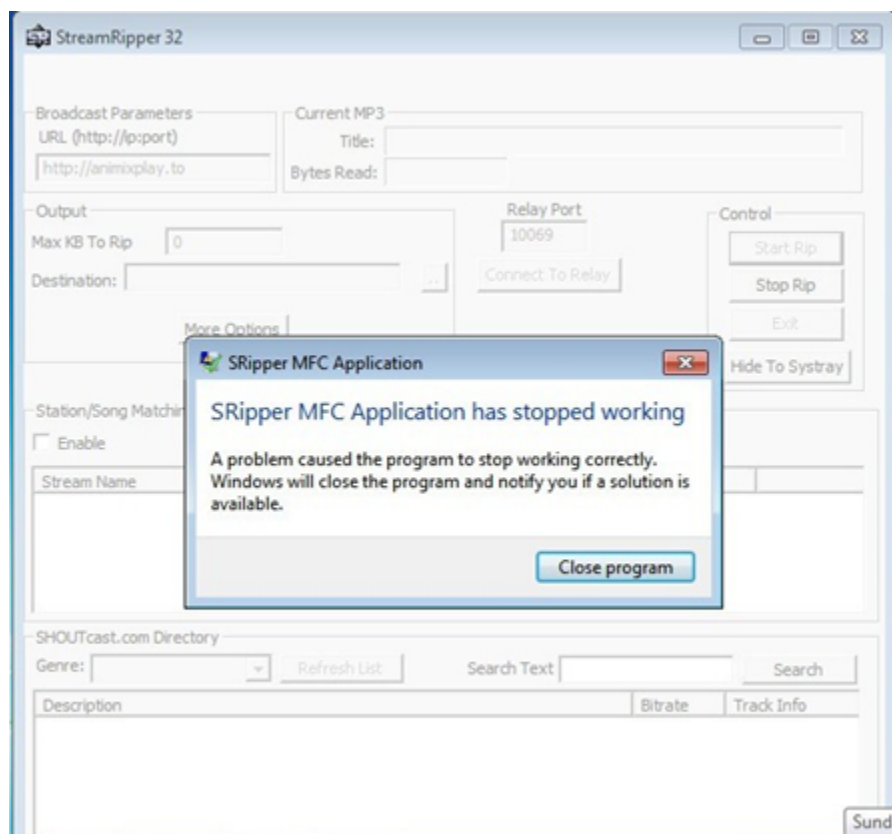 StreamRipper 32
Broadcast Parameters
URL (http://ip:port)
http://animixplay.to
Current MP3
Title:
Bytes Read:
Output
Max KB To Rip 0
Destination: ..
More Options
Relay Port
10069
Connect To Relay
Control
Start Rip
Stop Rip
Exit
Hide To Systray
SRipper MFC Application
SRipper MFC Application has stopped working
A problem caused the program to stop working correctly.
Windows will close the program and notify you if a solution is
available.
Close program
Station/Song Matchin
Enable
Stream Name
SHOUTcast.com Directory
Genre: Refresh List Search Text Search
Description Bitrate Track Info
Sund